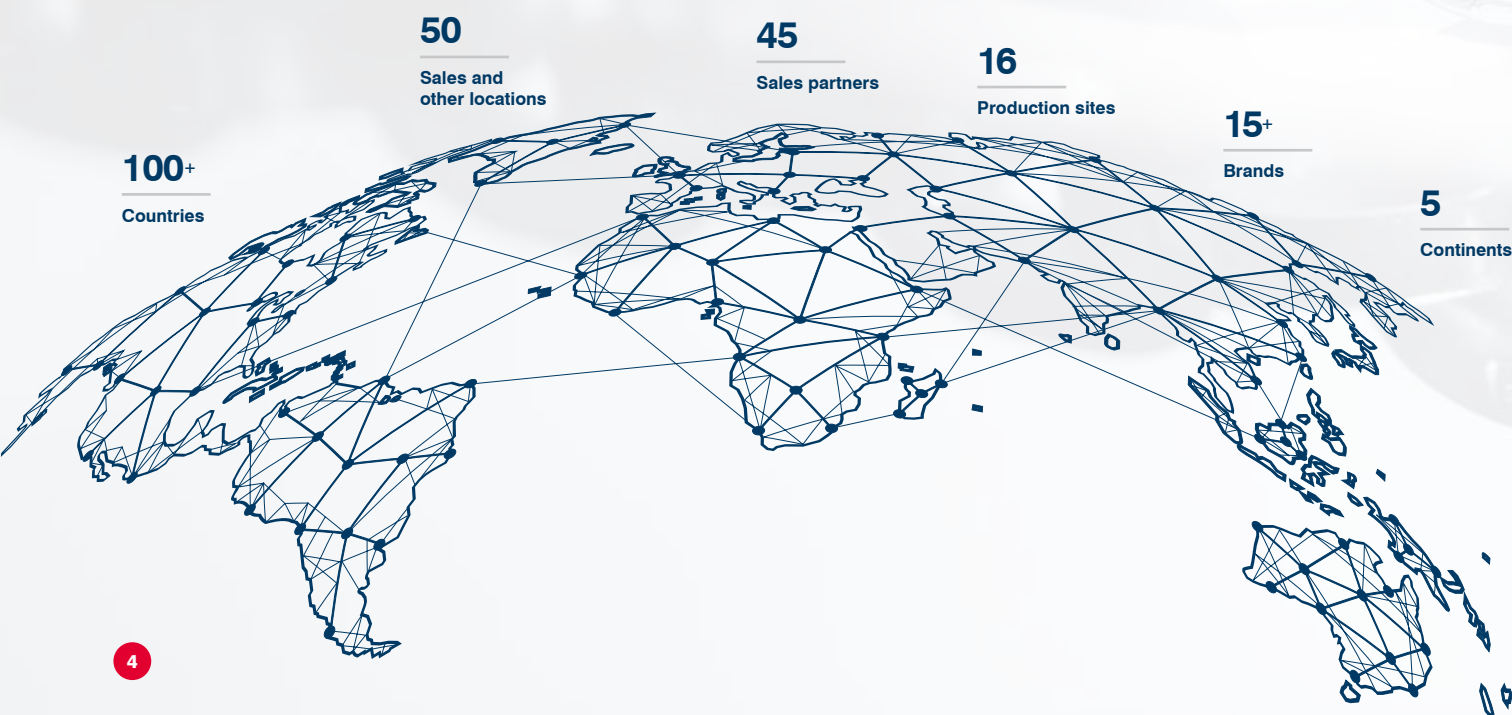 100+
Countries
50
Sales and
other locations
45
Sales partners
16
Production sites
15+
Brands
5
Continents
4